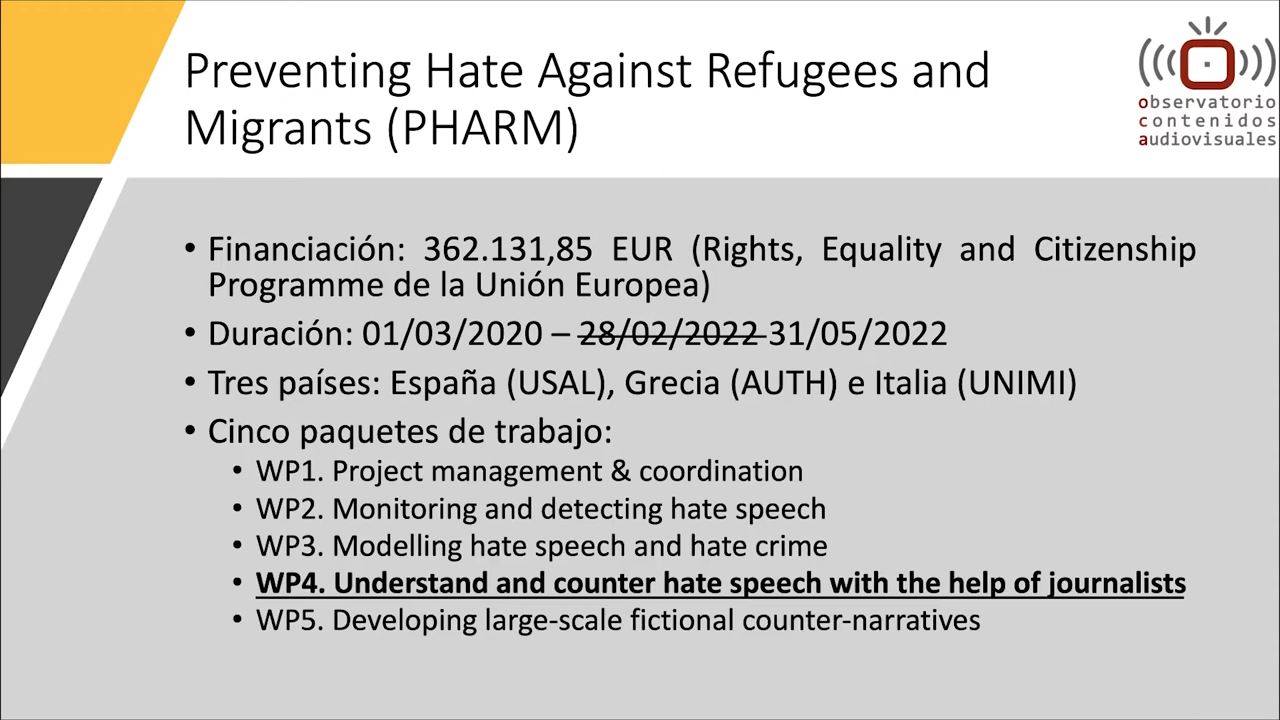 Preventing Hate Against Refugees and
Migrants (PHARM)
observatorio
contenidos
audiovisuales
• Financiación: 362.131,85 EUR (Rights, Equality and Citizenship
Programme de la Unión Europea)
• Duración: 01/03/2020 – 28/02/2022 31/05/2022
• Tres países: España (USAL), Grecia (AUTH) e Italia (UNIMI)
• Cinco paquetes de trabajo:
• WP1. Project management & coordination
• WP2. Monitoring and detecting hate speech
• WP3. Modelling hate speech and hate crime
• WP4. Understand and counter hate speech with the help of journalists
• WP5. Developing large-scale fictional counter-narratives